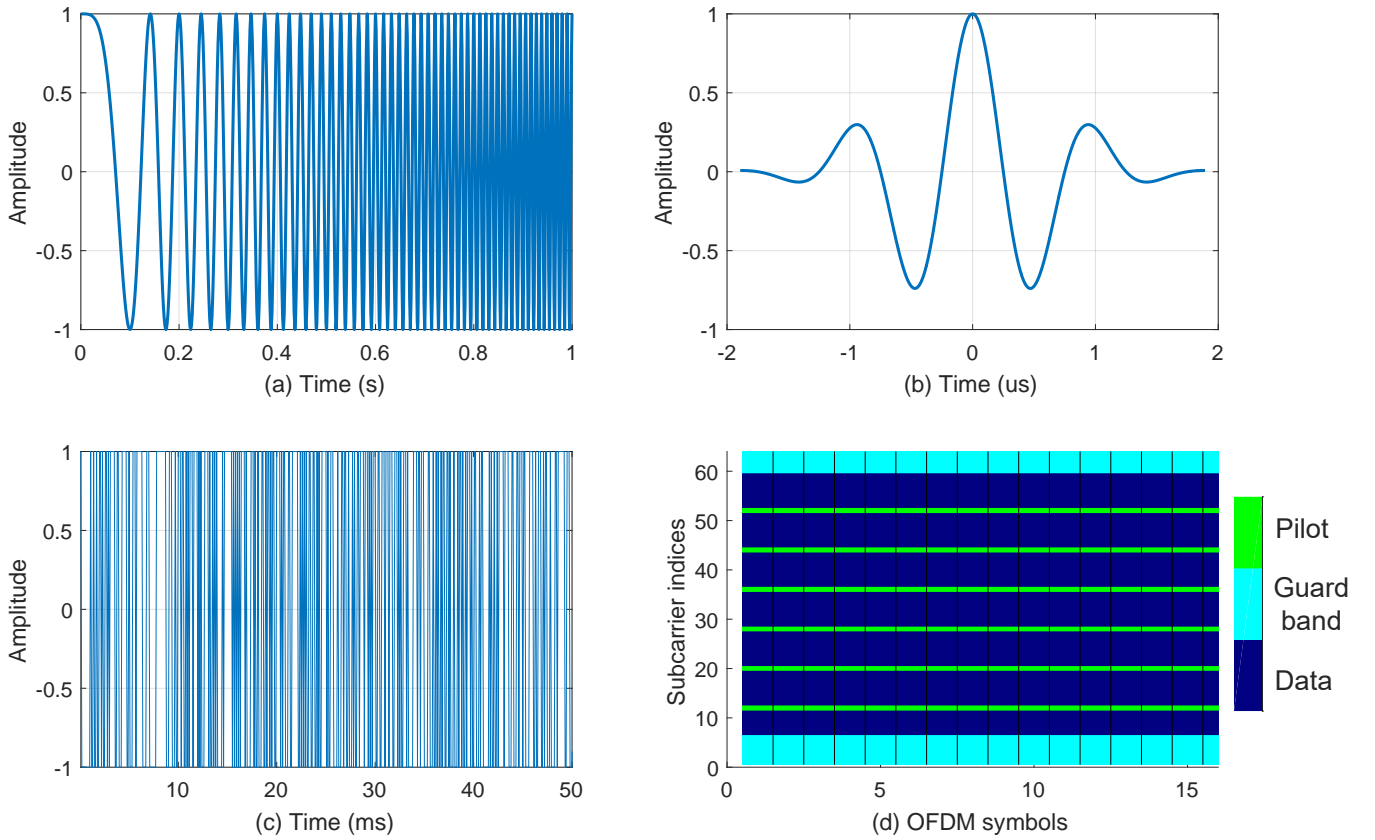 1
0.5
0
-0.5
-1
Amplitude
0 0.2 0.4 0.6 0.8 1
(a) Time (s)
1
0.5
0
-0.5
-1
Amplitude
-2 -1 0 1 2
(b) Time (us)
1
0.5
0
-0.5
-1
Amplitude
10 20 30 40 50
(c) Time (ms)
60
50
40
30
20
10
0
Subcarrier indices
0 5 10 15
(d) OFDM symbols
Pilot
Guard
band
Data